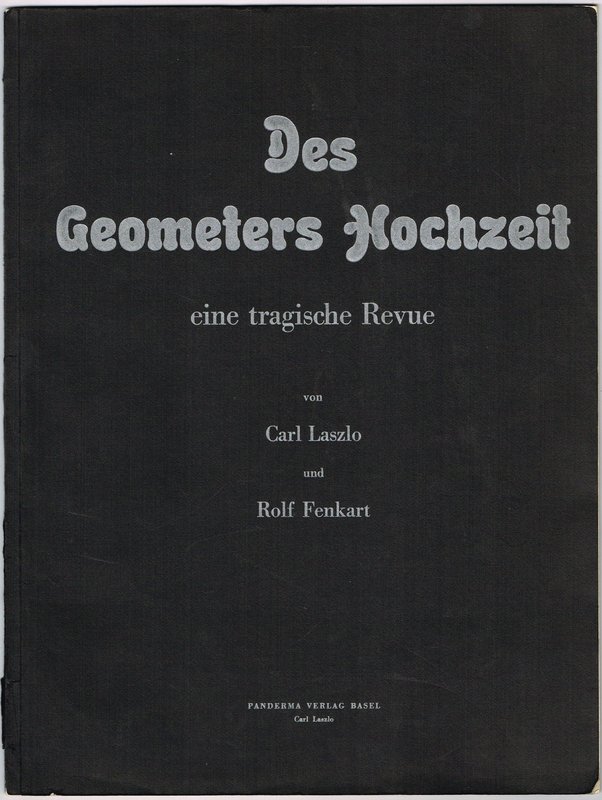 Des
Geometers Hochzeit
eine tragische Revue
von
Carl Laszlo
und
Rolf Fenkart
PANDERMA VERLAG BASEL
Carl Laszlo